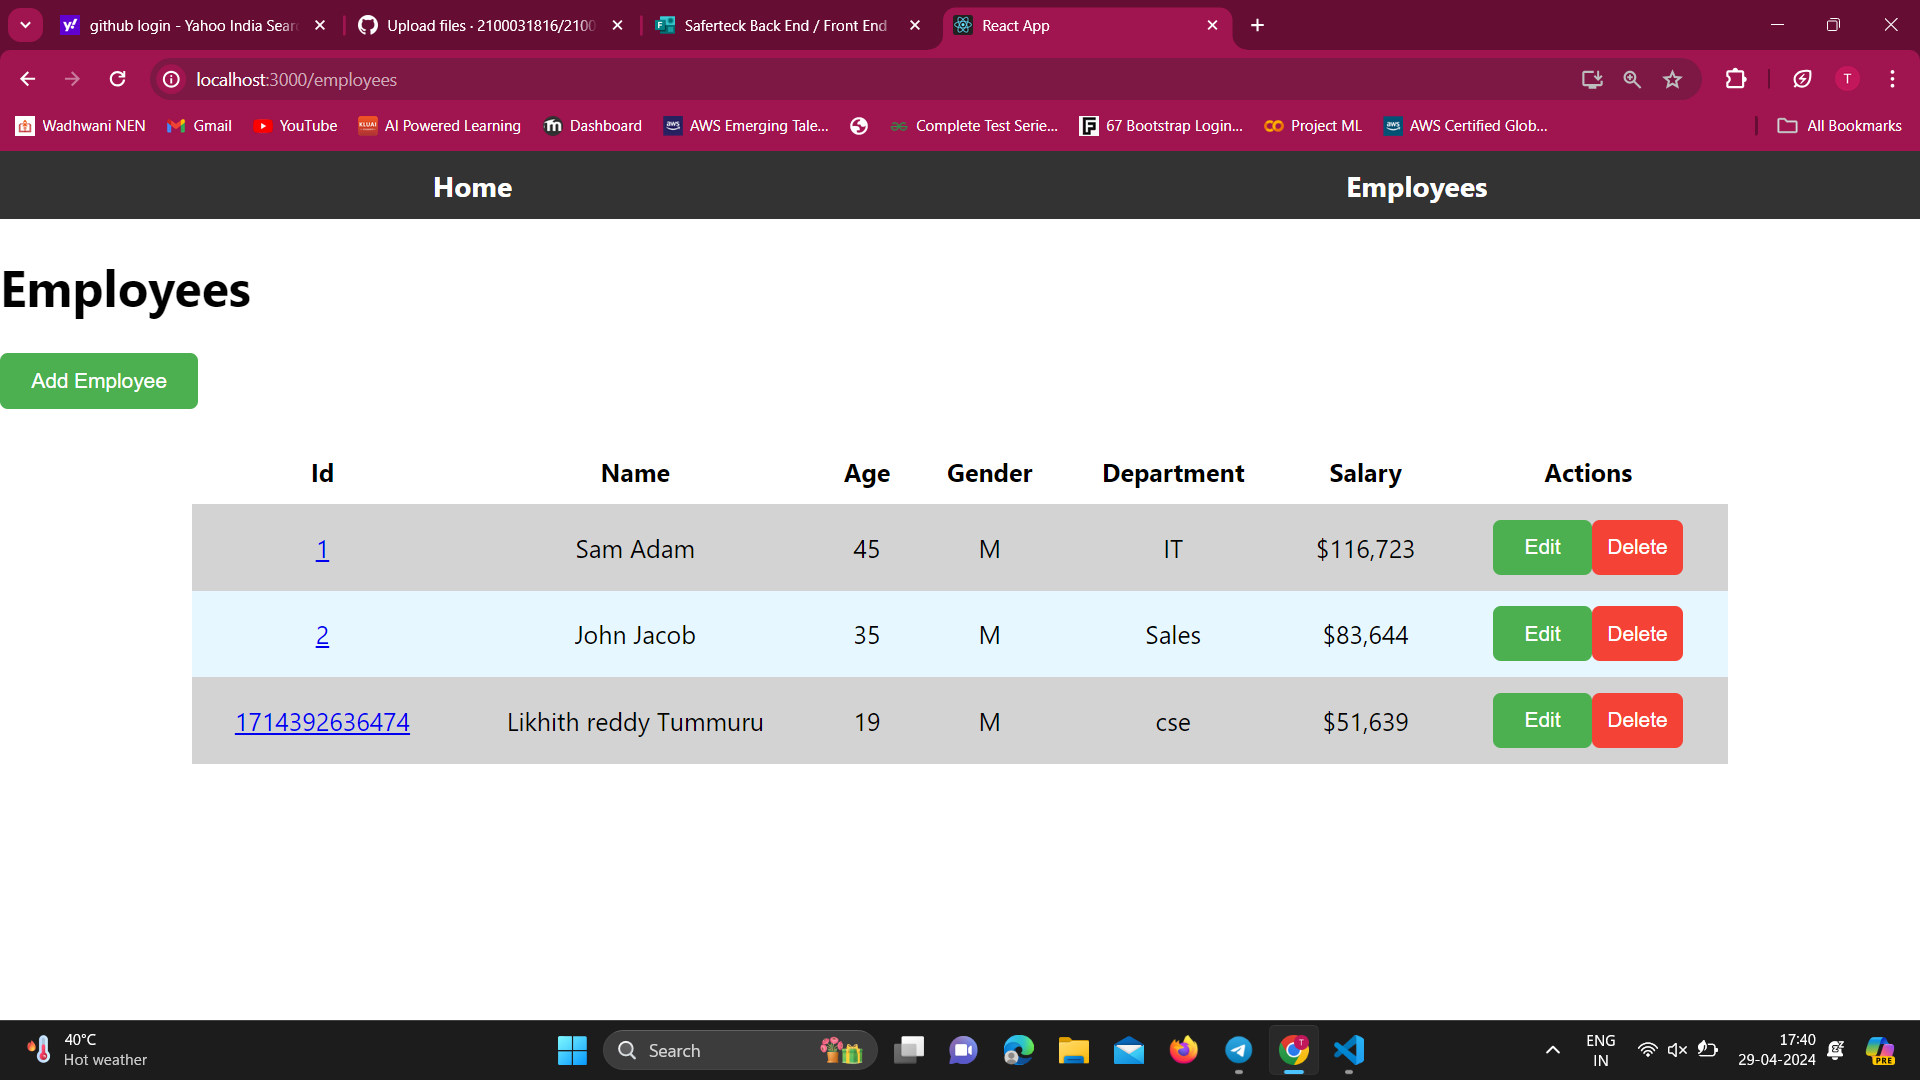 github login - Yahoo India Sear
Upload files · 2100031816/2100
Saferteck Back End / Front End
React App
localhost:3000/employees
T
Wadhwani NEN
Gmail
YouTube
AI Powered Learning
Dashboard
AWS Emerging Tale...
Complete Test Serie...
67 Bootstrap Login...
Project ML
AWS Certified Glob...
All Bookmarks
Home
Employees
Employees
Add Employee
Id Name Age Gender Department Salary Actions
1 Sam Adam 45 M IT $116,723 Edit Delete
2 John Jacob 35 M Sales $83,644 Edit Delete
1714392636474 Likhith reddy Tummuru 19 M cse $51,639 Edit Delete
40°C
Hot weather
Search
ENG
IN
17:40
29-04-2024
PRE